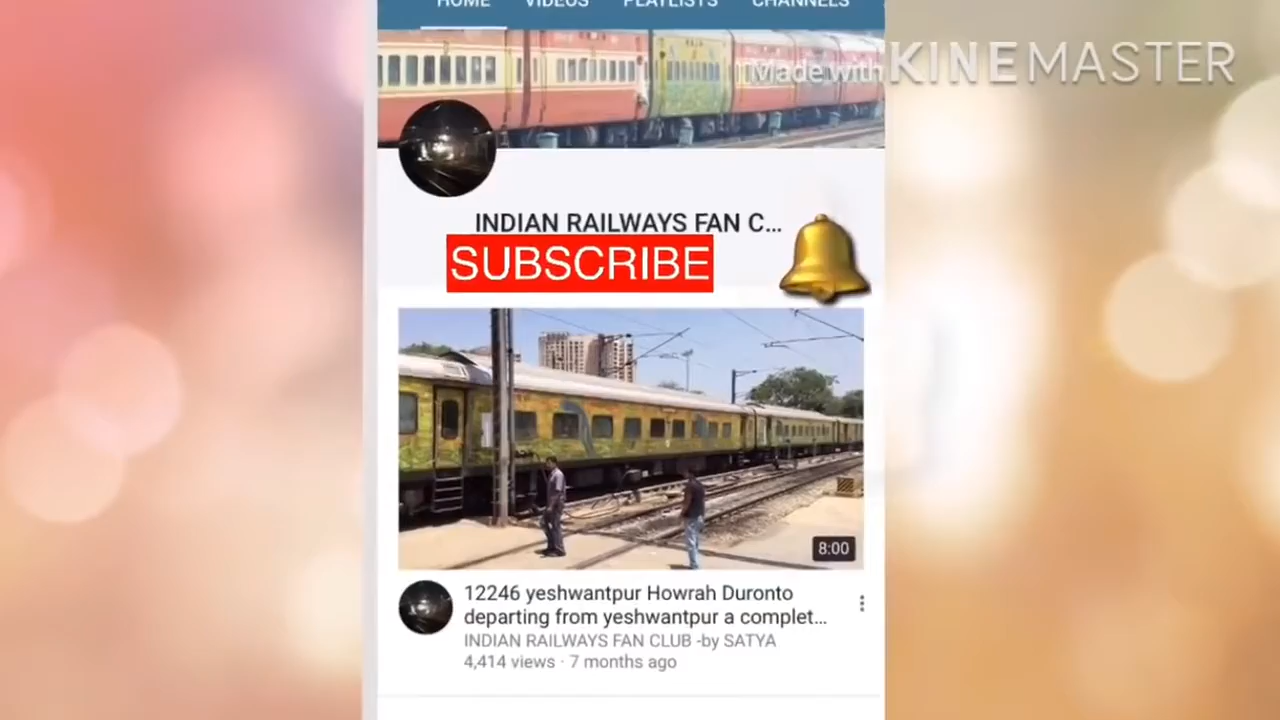 HOME VIDEOS PLAYLISTS CHANNELS
Made with KINEMASTER
INDIAN RAILWAYS FAN C...
SUBSCRIBE
8:00
12246 yeshwantpur Howrah Duronto
departing from yeshwantpur a complet...
INDIAN RAILWAYS FAN CLUB -by SATYA
4,414 views · 7 months ago